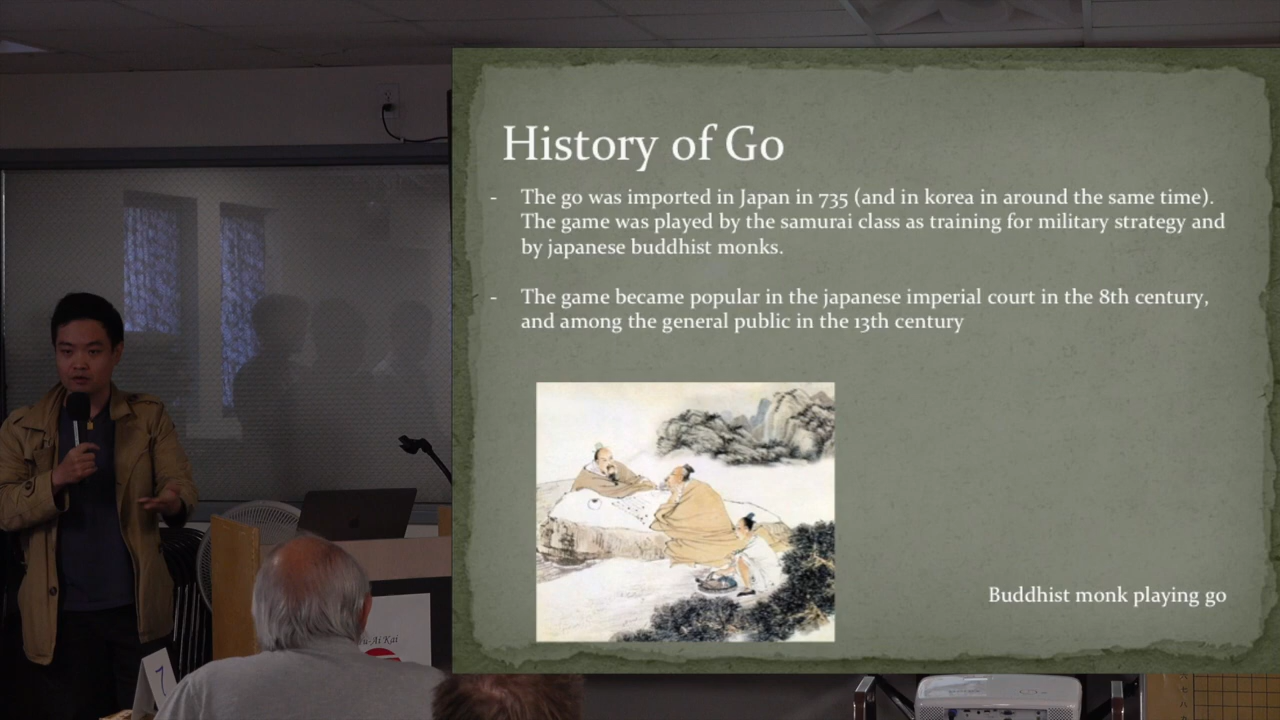 History of Go
- The go was imported in Japan in 735 (and in korea in around the same time).
The game was played by the samurai class as training for military strategy and
by japanese buddhist monks.
- The game became popular in the japanese imperial court in the 8th century,
and among the general public in the 13th century
Buddhist monk playing go
u-Ai Kai
7